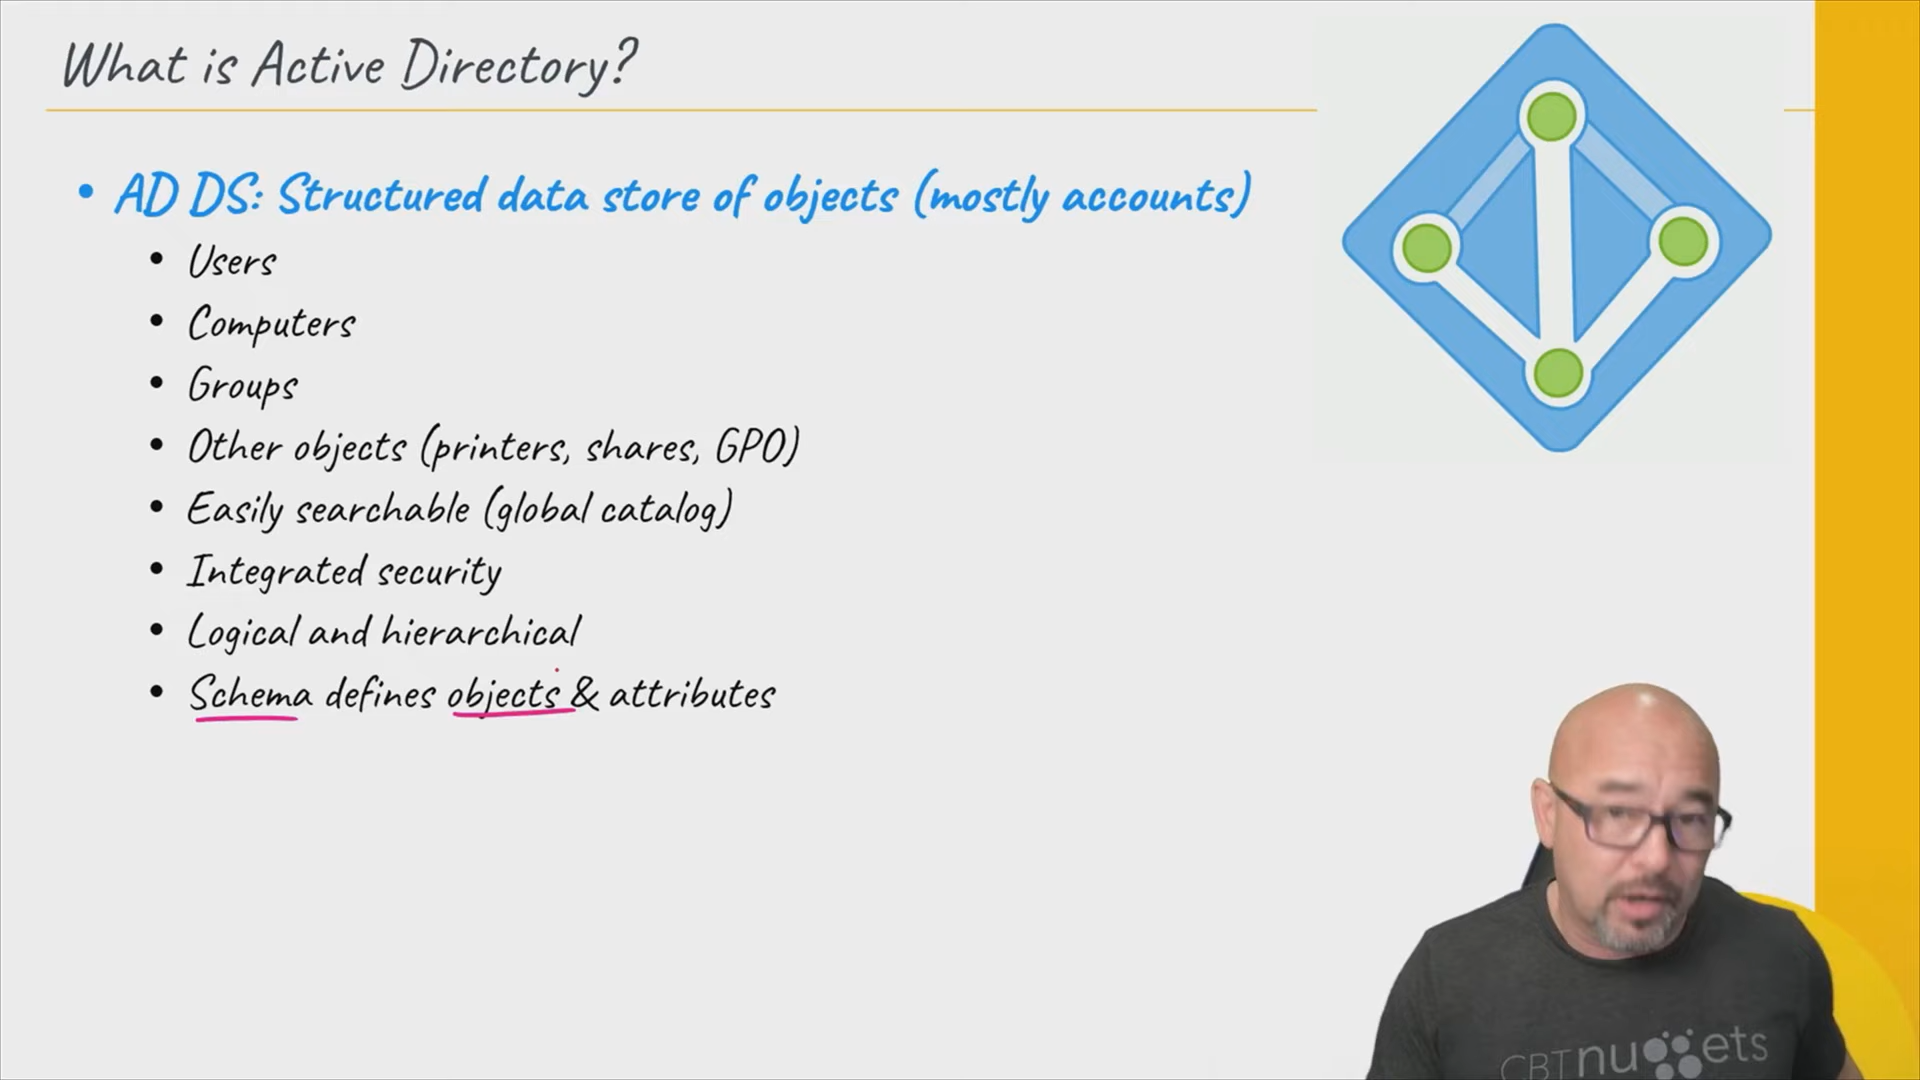 What is Active Directory?
• AD DS: Structured data store of objects (mostly accounts)
• Users
• Computers
• Groups
• Other objects (printers, shares, GPO)
• Easily searchable (global catalog)
• Integrated security
• Logical and hierarchical
• Schema defines objects & attributes
CBTnuggets